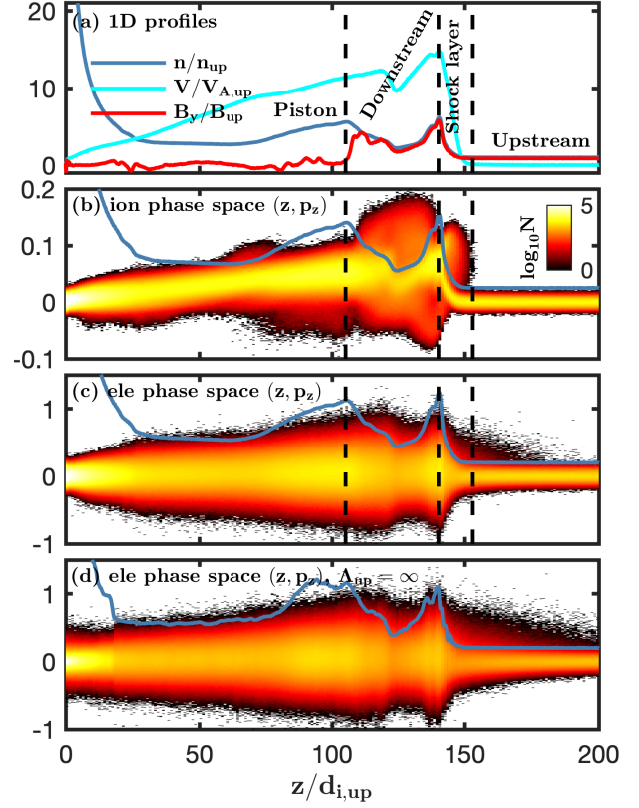 (a) 1D profiles
20
10
0
n/n_up
V/V_A,up
B_y/B_up
Piston
Downstream
Shock layer
Upstream
(b) ion phase space (z, p_z)
0.2
0.1
0
-0.1
log10N
5
0
(c) ele phase space (z, p_z)
1
0
-1
(d) ele phase space (z, p_z), Δ_up = ∞
1
0
-1
0 50 100 150 200
z/d_i,up